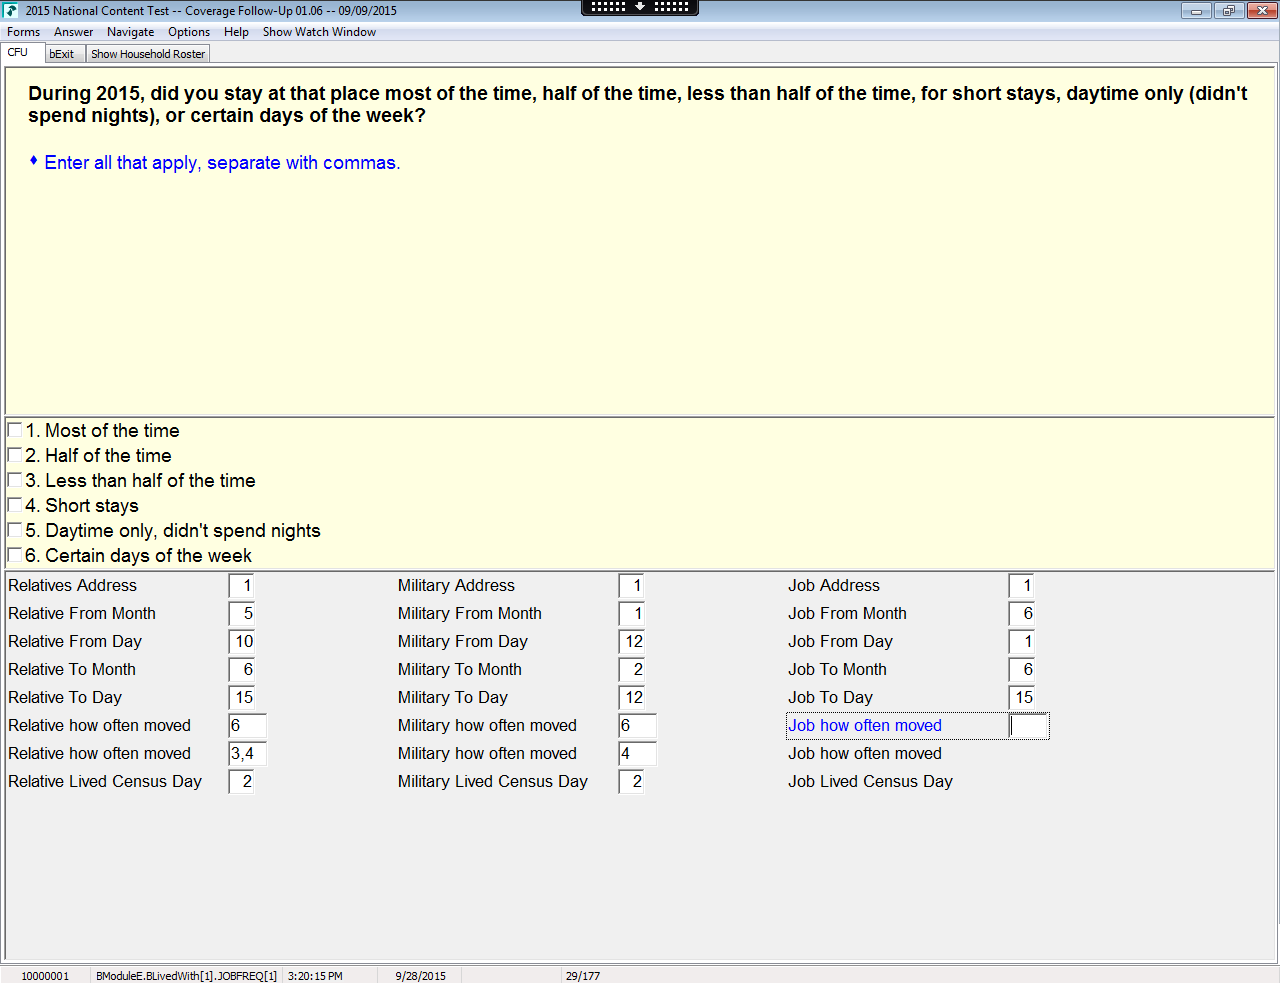 2015 National Content Test -- Coverage Follow-Up 01.06 -- 09/09/2015
Forms Answer Navigate Options Help Show Watch Window
CFU bExit Show Household Roster
During 2015, did you stay at that place most of the time, half of the time, less than half of the time, for short stays, daytime only (didn't
spend nights), or certain days of the week?
Enter all that apply, separate with commas.
1. Most of the time
2. Half of the time
3. Less than half of the time
4. Short stays
5. Daytime only, didn't spend nights
6. Certain days of the week
Relatives Address 1 Military Address 1 Job Address 1
Relative From Month 5 Military From Month 1 Job From Month 6
Relative From Day 10 Military From Day 12 Job From Day 1
Relative To Month 6 Military To Month 2 Job To Month 6
Relative To Day 15 Military To Day 12 Job To Day 15
Relative how often moved 6 Military how often moved 6 Job how often moved
Relative how often moved 3,4 Military how often moved 4 Job how often moved
Relative Lived Census Day 2 Military Lived Census Day 2 Job Lived Census Day
10000001 BModuleE.BLivedWith[1].JOBFREQ[1] 3:20:15 PM 9/28/2015 29/177